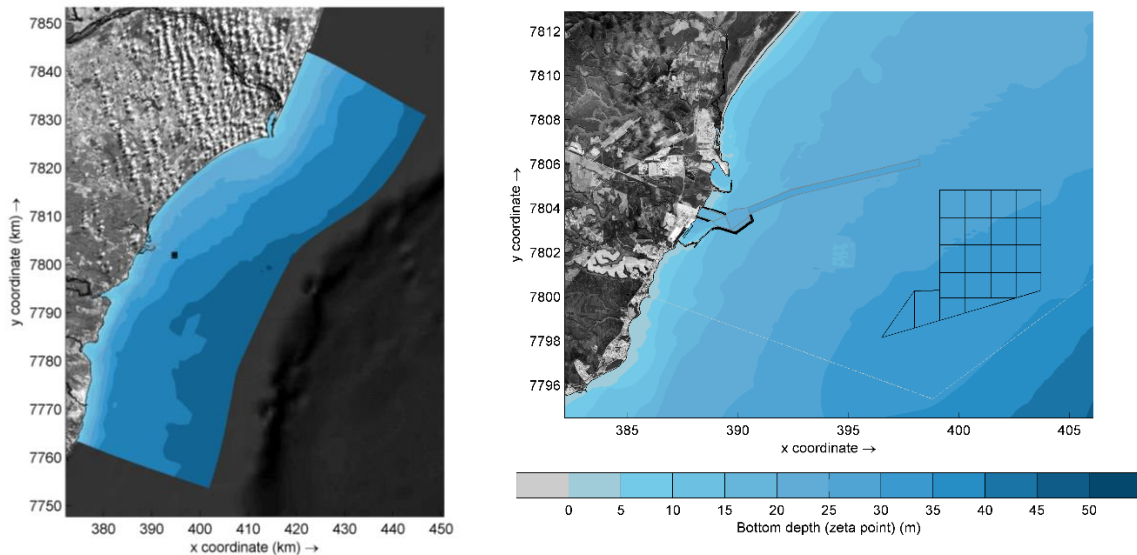 7850
7840
7830
7820
7810
7800
7790
7780
7770
7760
7750
y coordinate (km) →
380 390 400 410 420 430 440 450
x coordinate (km) →
7812
7810
7808
7806
7804
7802
7800
7798
7796
y coordinate →
385 390 395 400 405
x coordinate →
0 5 10 15 20 25 30 35 40 45 50
Bottom depth (zeta point) (m)